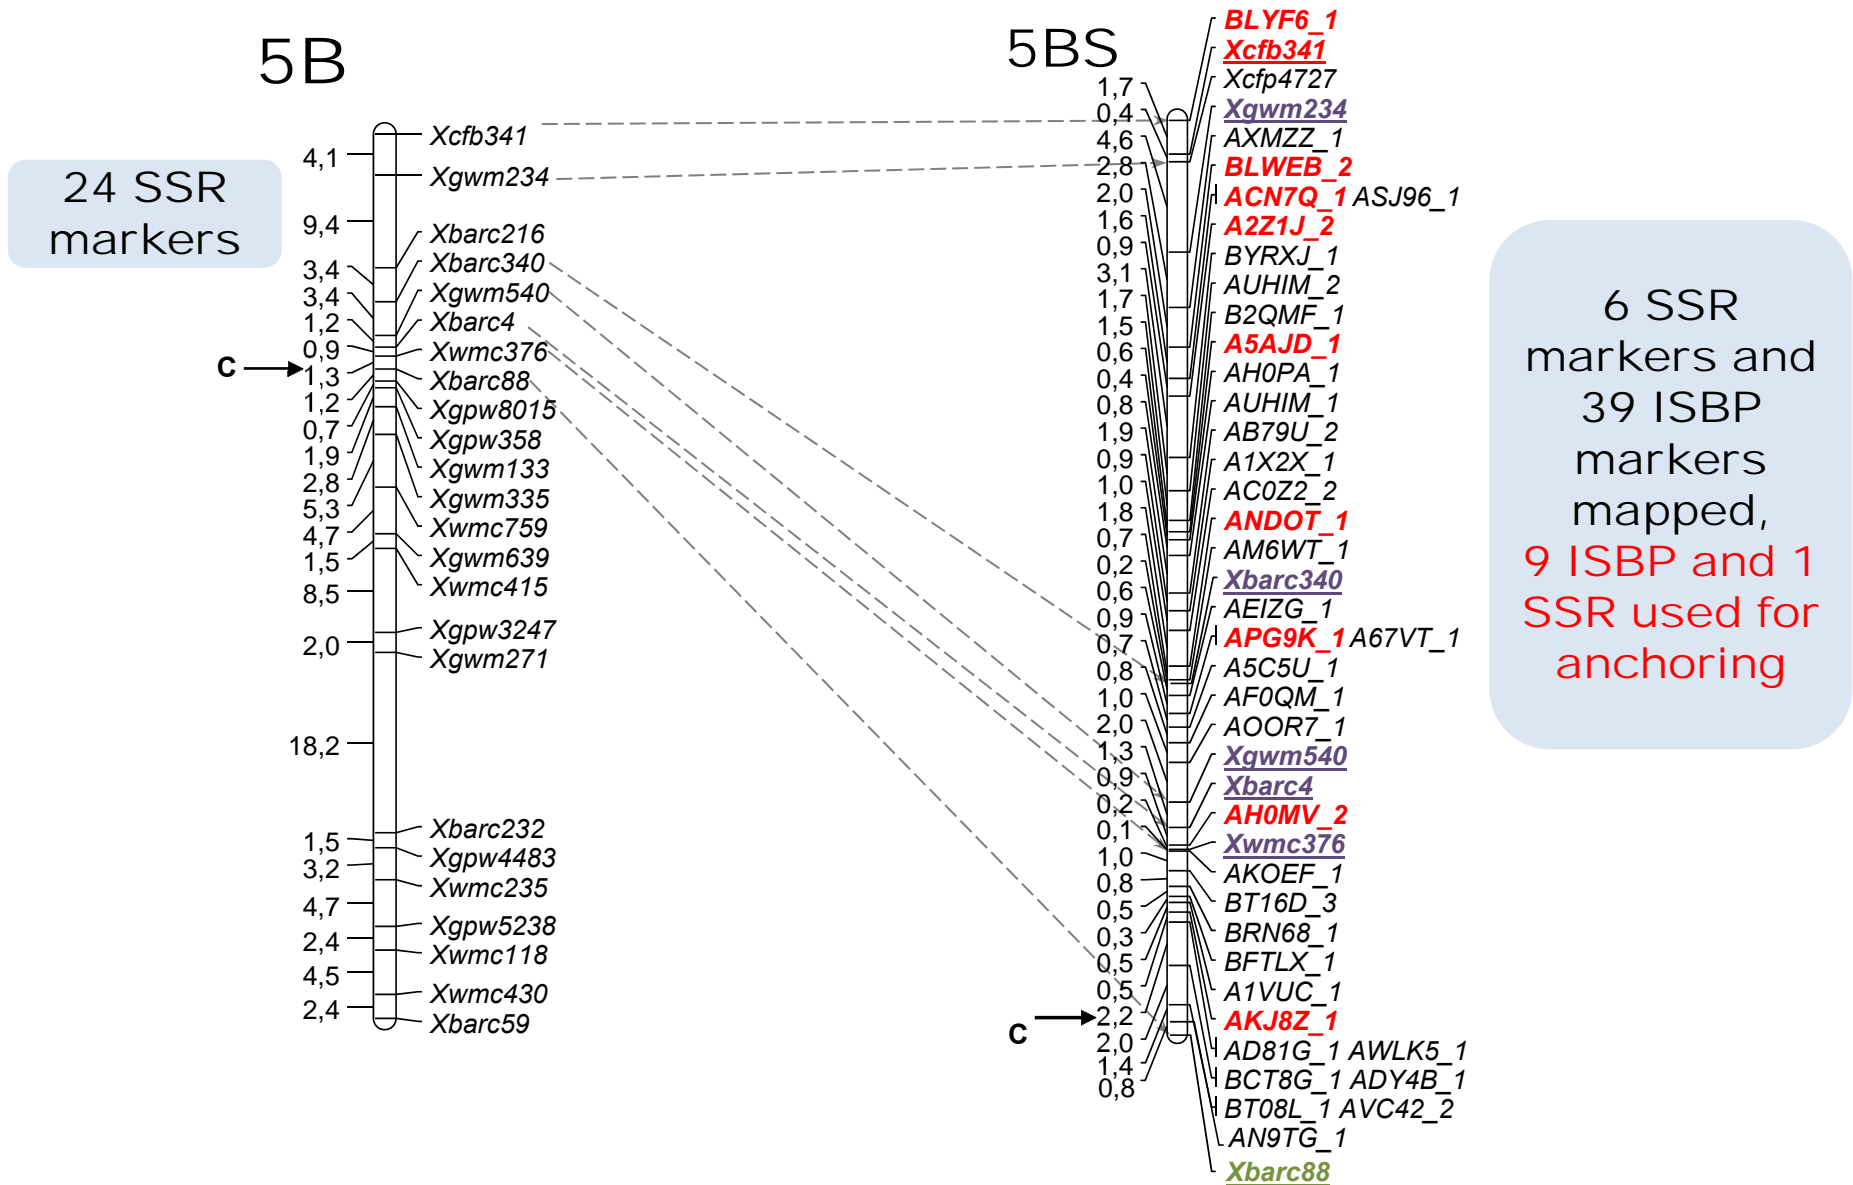 5B
24 SSR
markers
4,1
9,4
3,4
3,4
1,2
0,9
1,3
1,2
0,7
1,9
2,8
5,3
4,7
1,5
8,5
2,0
18,2
1,5
3,2
4,7
2,4
4,5
2,4
C
Xcfb341
Xgwm234
Xbarc216
Xbarc340
Xgwm540
Xbarc4
Xwmc376
Xbarc88
Xgpw8015
Xgpw358
Xgwm133
Xgwm335
Xwmc759
Xgwm639
Xwmc415
Xgpw3247
Xgwm271
Xbarc232
Xgpw4483
Xwmc235
Xgpw5238
Xwmc118
Xwmc430
Xbarc59
5BS
1,7
0,4
4,6
2,8
2,0
1,6
0,9
3,1
1,7
1,5
0,6
0,4
0,8
1,9
0,9
1,0
1,8
0,7
0,2
0,6
0,9
0,7
0,8
1,0
2,0
1,3
0,9
0,2
0,1
1,0
0,8
0,5
0,3
0,5
0,5
2,2
2,0
1,4
0,8
C
BLYF6_1
Xcfb341
Xcfp4727
Xgwm234
AXMZZ_1
BLWEB_2
ACN7Q_1 ASJ96_1
A2Z1J_2
BYRXJ_1
AUHIM_2
B2QMF_1
A5AJD_1
AH0PA_1
AUHIM_1
AB79U_2
A1X2X_1
AC0Z2_2
ANDOT_1
AM6WT_1
Xbarc340
AEIZG_1
APG9K_1 A67VT_1
A5C5U_1
AF0QM_1
AOOR7_1
Xgwm540
Xbarc4
AH0MV_2
Xwmc376
AKOEF_1
BT16D_3
BRN68_1
BFTLX_1
A1VUC_1
AKJ8Z_1
AD81G_1 AWLK5_1
BCT8G_1 ADY4B_1
BT08L_1 AVC42_2
AN9TG_1
Xbarc88
6 SSR
markers and
39 ISBP
markers
mapped,
9 ISBP and 1
SSR used for
anchoring